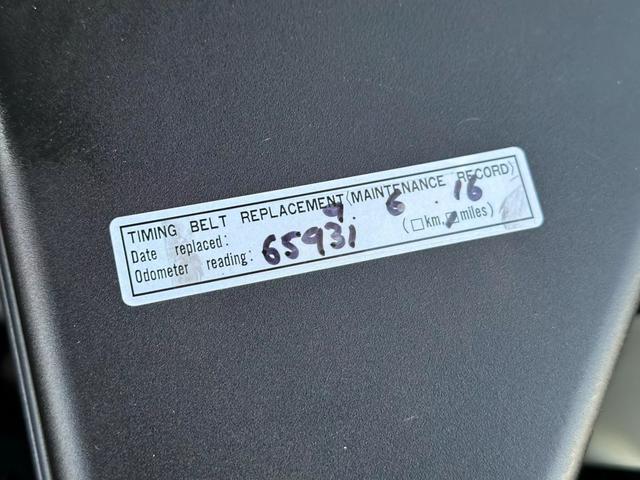 TIMING BELT REPLACEMENT (MAINTENANCE RECORD)
Date replaced: 9. 6 .16
Odometer reading: 65931 (□km, ☑miles)